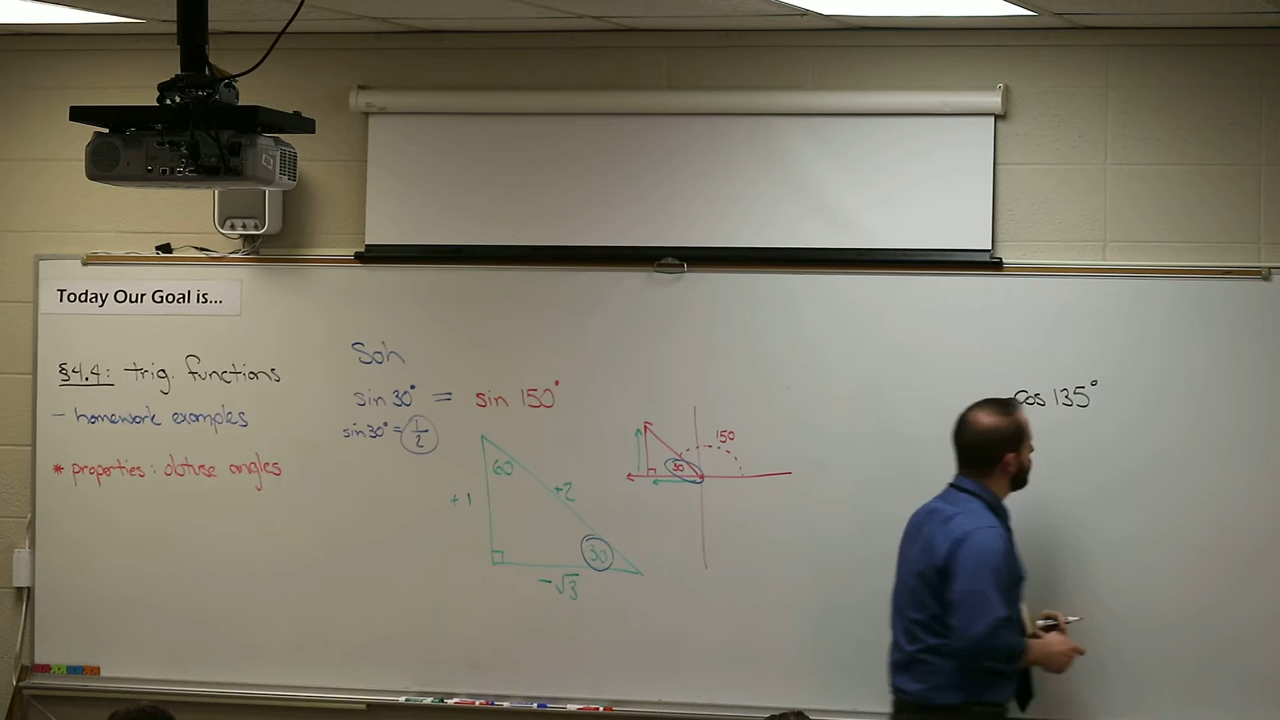 Today Our Goal is...
§4.4: trig. functions
- homework examples
* properties: obtuse angles
Soh
sin 30° = sin 150°
sin 30° = 1/2
60
+1
+2
30
-√3
150
30
cos 135°